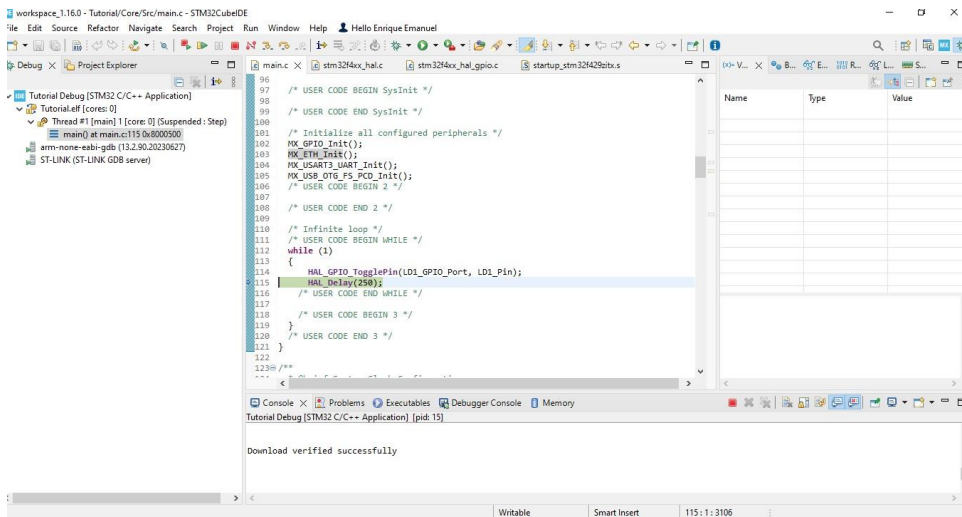 workspace_1.16.0 - Tutorial/Core/Src/main.c - STM32CubeIDE
File Edit Source Refactor Navigate Search Project Run Window Help Hello Enrique Emanuel
Debug Project Explorer
Tutorial Debug [STM32 C/C++ Application]
Tutorial.elf [cores: 0]
Thread #1 [main] 1 [core: 0] (Suspended : Step)
main() at main.c:115 0x8000500
arm-none-eabi-gdb (13.2.90.20230627)
ST-LINK (ST-LINK GDB server)
main.c stm32f4xx_hal.c stm32f4xx_hal_gpio.c startup_stm32f429zitx.s
96
97 /* USER CODE BEGIN SysInit */
98
99 /* USER CODE END SysInit */
100
101 /* Initialize all configured peripherals */
102 MX_GPIO_Init();
103 MX_ETH_Init();
104 MX_USART3_UART_Init();
105 MX_USB_OTG_FS_PCD_Init();
106 /* USER CODE BEGIN 2 */
107
108 /* USER CODE END 2 */
109
110 /* Infinite loop */
111 /* USER CODE BEGIN WHILE */
112 while (1)
113 {
114 HAL_GPIO_TogglePin(LD1_GPIO_Port, LD1_Pin);
115 HAL_Delay(250);
116 /* USER CODE END WHILE */
117
118 /* USER CODE BEGIN 3 */
119 }
120 /* USER CODE END 3 */
121 }
122
123 /**
(x)= V... B... E... R... L... S...
Name Type Value
Console Problems Executables Debugger Console Memory
Tutorial Debug [STM32 C/C++ Application] [pid: 15]
Download verified successfully
Writable Smart Insert 115 : 1 : 3106